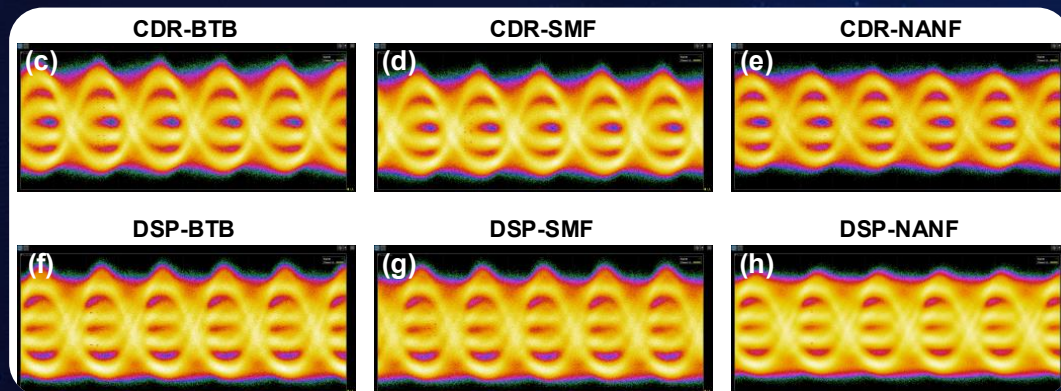 CDR-BTB CDR-SMF CDR-NANF
(c) (d) (e)
DSP-BTB DSP-SMF DSP-NANF
(f) (g) (h)